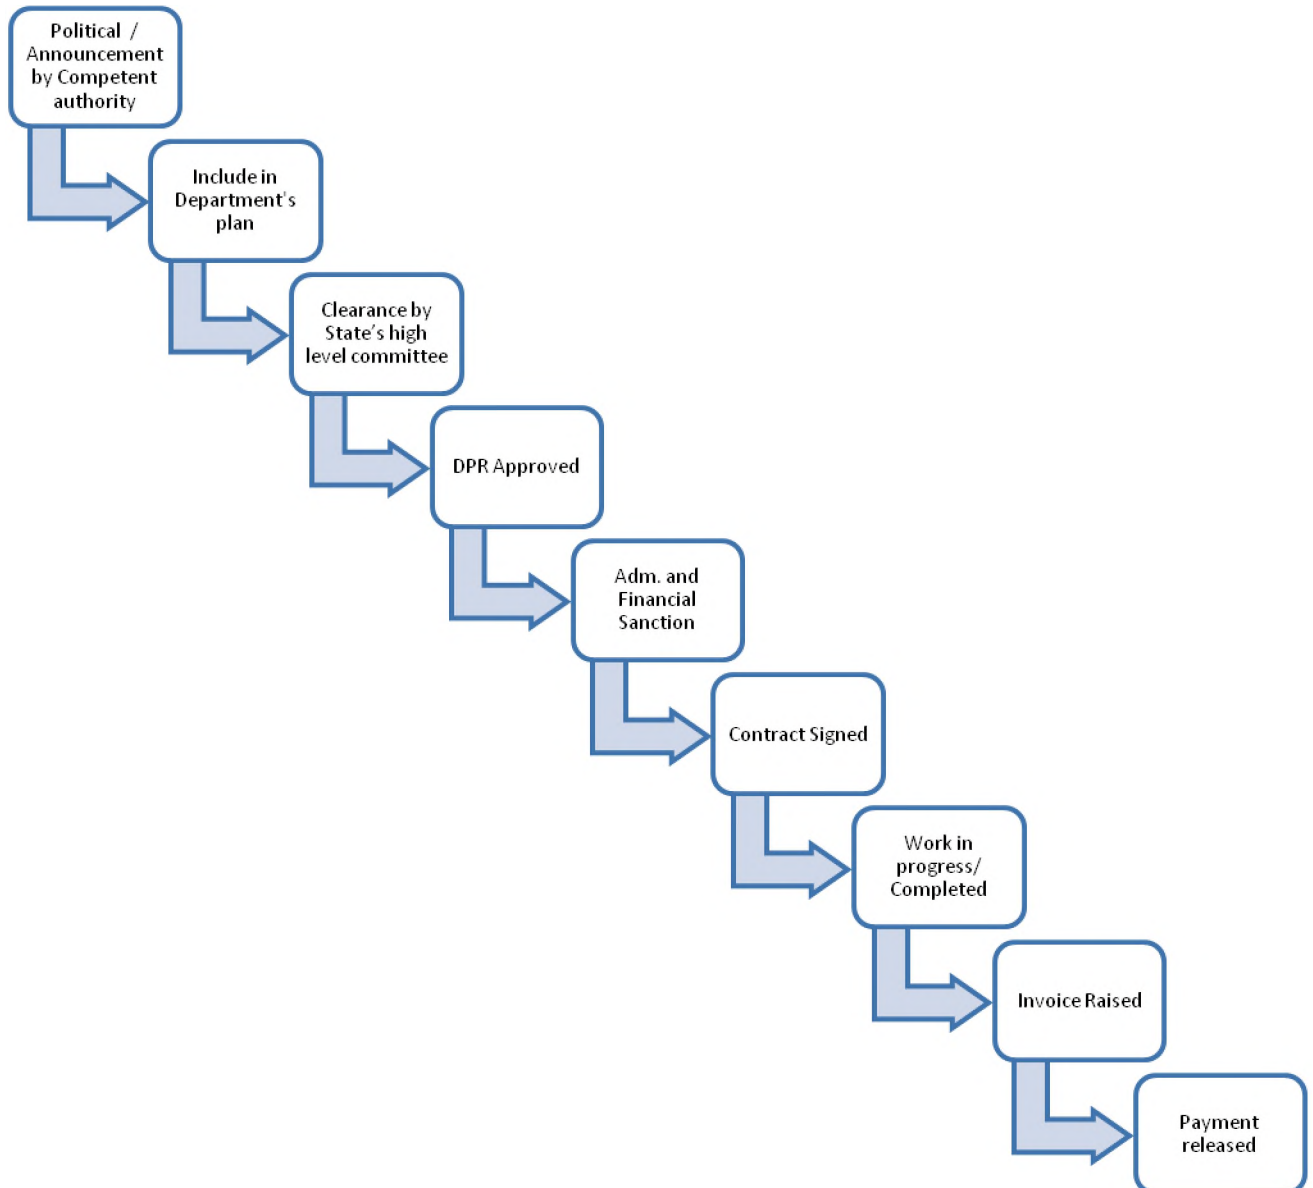 Political /
Announcement
by Competent
authority
Include in
Department's
plan
Clearance by
State’s high
level committee
DPR Approved
Adm. and
Financial
Sanction
Contract Signed
Work in
progress/
Completed
Invoice Raised
Payment
released